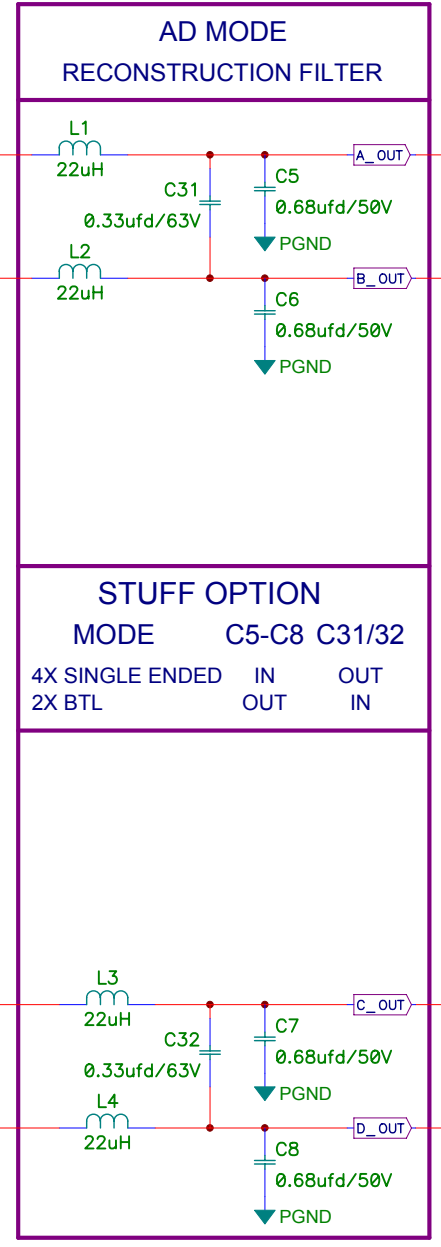 AD MODE
RECONSTRUCTION FILTER
L1
22uH
A_OUT
C31
0.33ufd/63V
C5
0.68ufd/50V
PGND
L2
22uH
B_OUT
C6
0.68ufd/50V
PGND
STUFF OPTION
MODE C5-C8 C31/32
4X SINGLE ENDED IN OUT
2X BTL OUT IN
L3
22uH
C_OUT
C32
0.33ufd/63V
C7
0.68ufd/50V
PGND
L4
22uH
D_OUT
C8
0.68ufd/50V
PGND